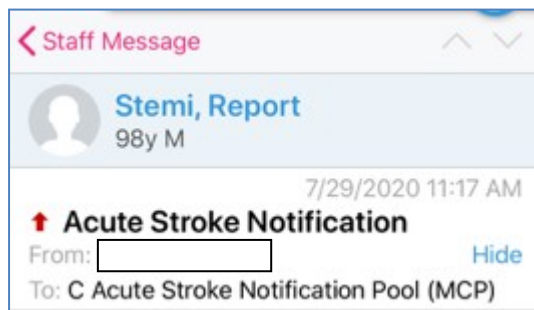 Staff Message
Stemi, Report
98y M
7/29/2020 11:17 AM
Acute Stroke Notification
From:
Hide
To: C Acute Stroke Notification Pool (MCP)